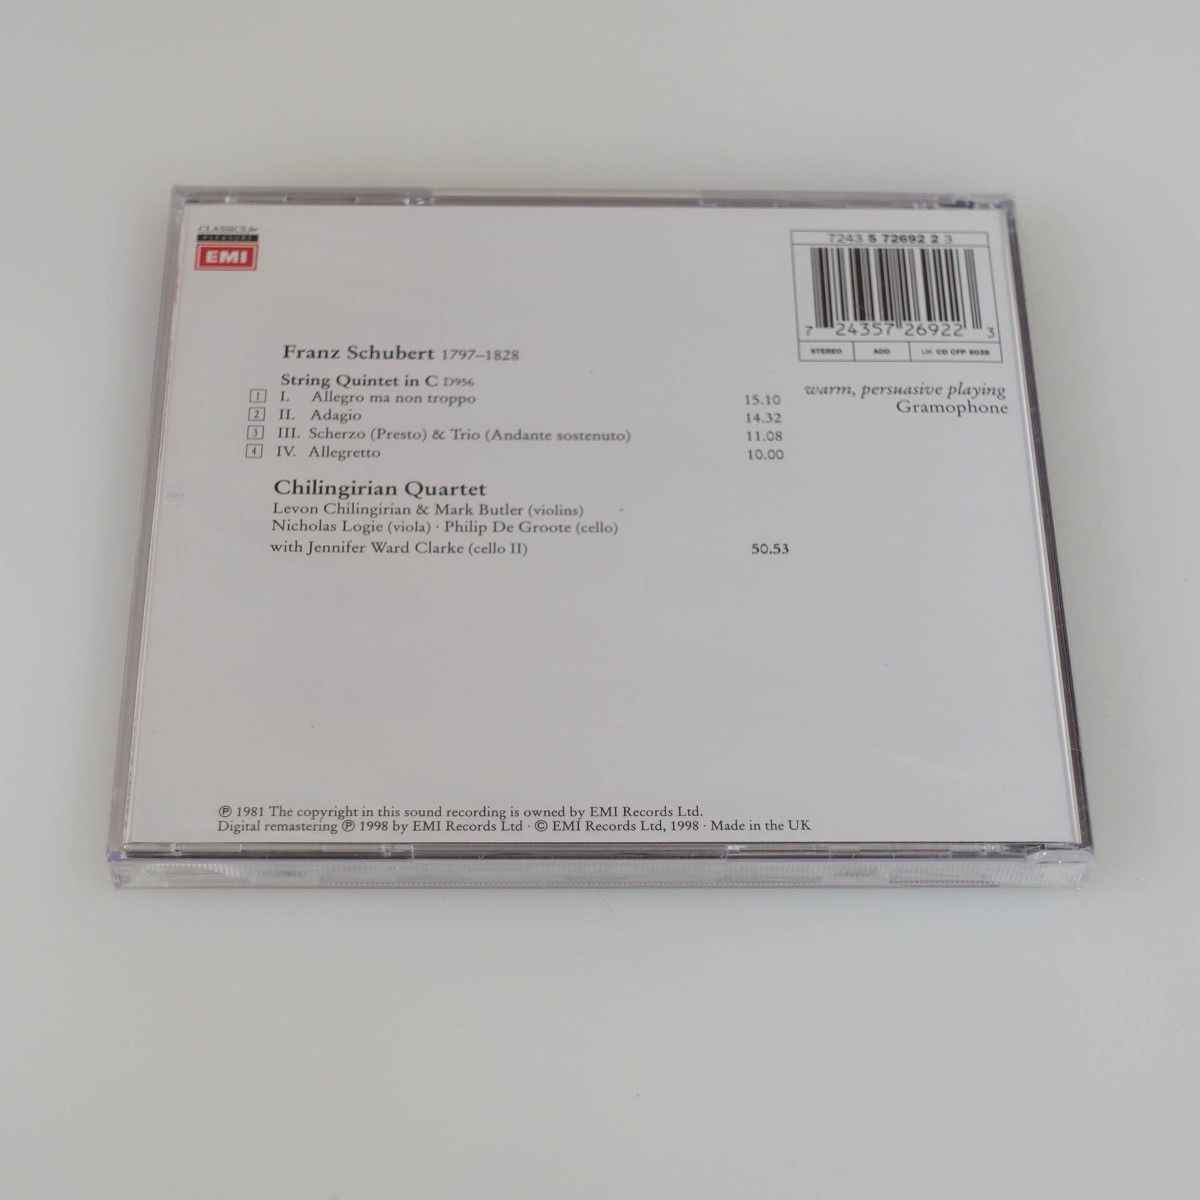 CLASSICS for
PLEASURE
EMI
7243 5 72692 2 3
7 24357 26922 3
STEREO ADD UK CD CFP 6038
warm, persuasive playing
Gramophone
Franz Schubert 1797–1828
String Quintet in C D956
1 I. Allegro ma non troppo 15.10
2 II. Adagio 14.32
3 III. Scherzo (Presto) & Trio (Andante sostenuto) 11.08
4 IV. Allegretto 10.00
Chilingirian Quartet
Levon Chilingirian & Mark Butler (violins)
Nicholas Logie (viola) · Philip De Groote (cello)
with Jennifer Ward Clarke (cello II) 50.53
℗ 1981 The copyright in this sound recording is owned by EMI Records Ltd.
Digital remastering ℗ 1998 by EMI Records Ltd · © EMI Records Ltd, 1998 · Made in the UK